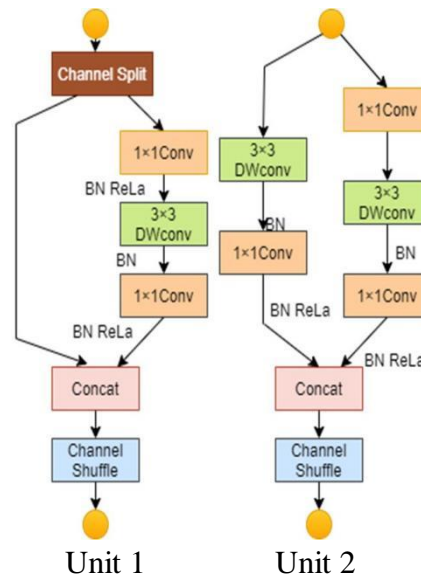 Channel Split
1×1Conv
BN ReLa
3×3
DWconv
BN
1×1Conv
BN ReLa
Concat
Channel
Shuffle
Unit 1
1×1Conv
3×3
DWconv
BN
1×1Conv
BN ReLa
3×3
DWconv
BN
1×1Conv
BN ReLa
Concat
Channel
Shuffle
Unit 2